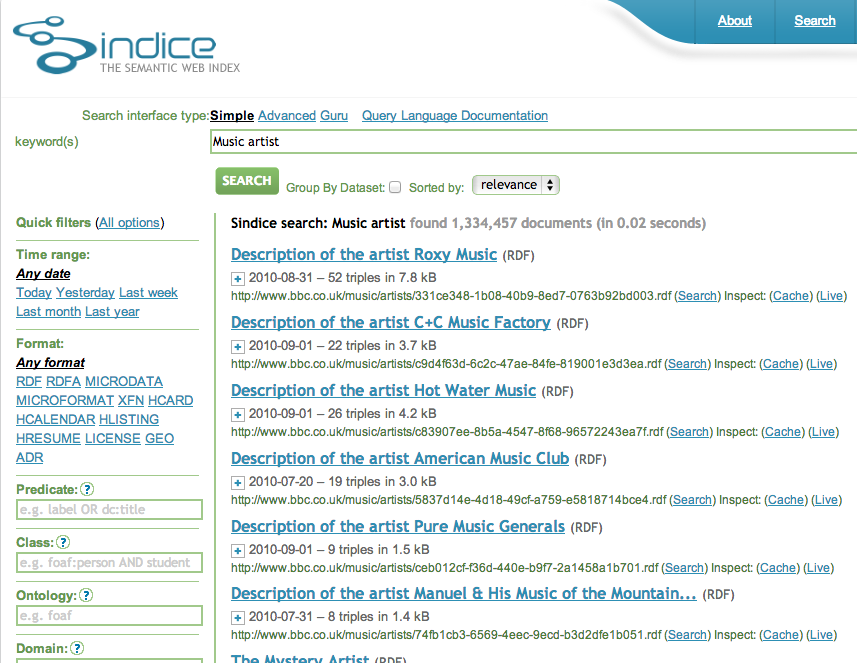 Sindice
THE SEMANTIC WEB INDEX
About Search
Search interface type: Simple Advanced Guru Query Language Documentation
keyword(s) Music artist
SEARCH Group By Dataset: Sorted by: relevance
Quick filters (All options)
Time range:
Any date
Today Yesterday Last week
Last month Last year
Format:
Any format
RDF RDFA MICRODATA
MICROFORMAT XFN HCARD
HCALENDAR HLISTING
HRESUME LICENSE GEO
ADR
Predicate: ?
e.g. label OR dc:title
Class: ?
e.g. foaf:person AND student
Ontology: ?
e.g. foaf
Domain: ?
Sindice search: Music artist found 1,334,457 documents (in 0.02 seconds)
Description of the artist Roxy Music (RDF)
+ 2010-08-31 – 52 triples in 7.8 kB
http://www.bbc.co.uk/music/artists/331ce348-1b08-40b9-8ed7-0763b92bd003.rdf (Search) Inspect: (Cache) (Live)
Description of the artist C+C Music Factory (RDF)
+ 2010-09-01 – 22 triples in 3.7 kB
http://www.bbc.co.uk/music/artists/c9d4f63d-6c2c-47ae-84fe-819001e3d3ea.rdf (Search) Inspect: (Cache) (Live)
Description of the artist Hot Water Music (RDF)
+ 2010-09-01 – 26 triples in 4.2 kB
http://www.bbc.co.uk/music/artists/c83907ee-8b5a-4547-8f68-96572243ea7f.rdf (Search) Inspect: (Cache) (Live)
Description of the artist American Music Club (RDF)
+ 2010-07-20 – 19 triples in 3.0 kB
http://www.bbc.co.uk/music/artists/5837d14e-4d18-49cf-a759-e5818714bce4.rdf (Search) Inspect: (Cache) (Live)
Description of the artist Pure Music Generals (RDF)
+ 2010-09-01 – 9 triples in 1.5 kB
http://www.bbc.co.uk/music/artists/ceb012cf-f36d-440e-b9f7-2a1458a1b701.rdf (Search) Inspect: (Cache) (Live)
Description of the artist Manuel & His Music of the Mountain... (RDF)
+ 2010-07-31 – 8 triples in 1.4 kB
http://www.bbc.co.uk/music/artists/74fb1cb3-6569-4eec-9ecd-b3d2dfe1b051.rdf (Search) Inspect: (Cache) (Live)
The Mystery Artist (RDF)